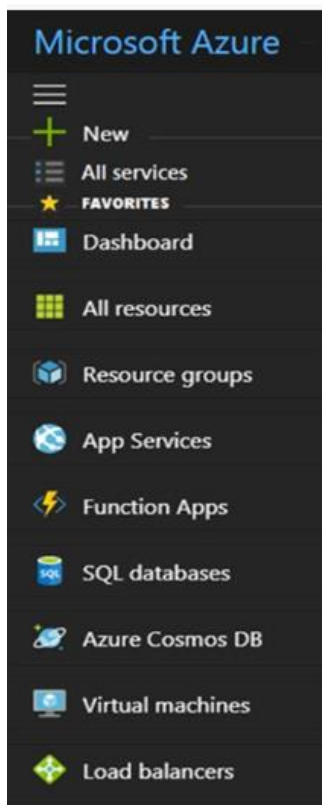 Microsoft Azure
New
All services
FAVORITES
Dashboard
All resources
Resource groups
App Services
Function Apps
SQL
SQL databases
Azure Cosmos DB
Virtual machines
Load balancers